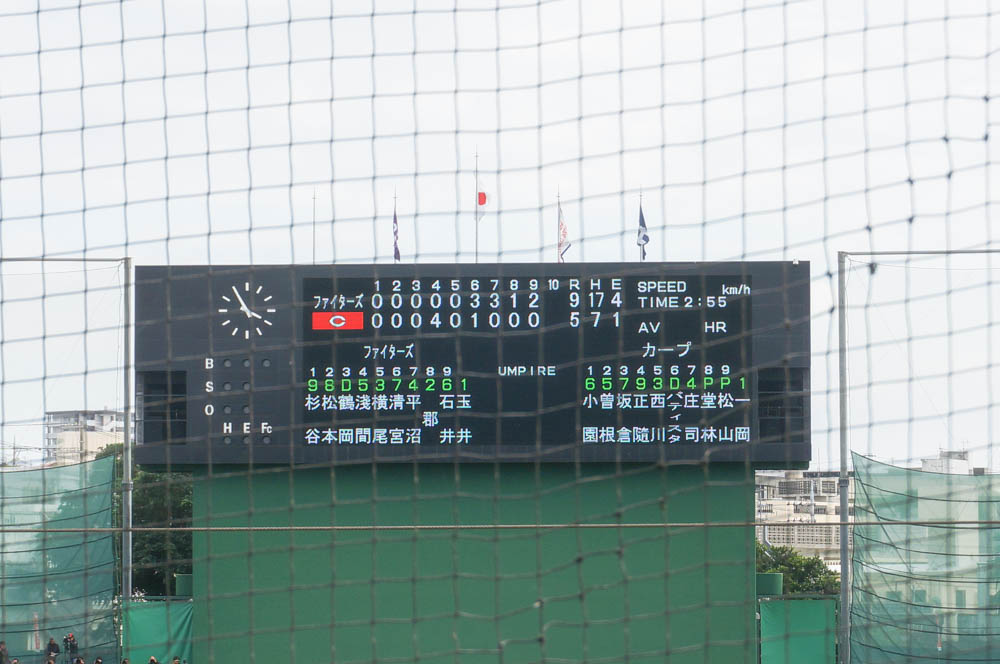 1 2 3 4 5 6 7 8 9 10 R H E
ファイターズ 0 0 0 0 0 3 3 1 2 9 17 4
C 0 0 0 4 0 1 0 0 0 5 7 1
SPEED km/h
TIME 2:55
AV HR
B
S
O
H E Fc
ファイターズ
1 2 3 4 5 6 7 8 9
9 8 D 5 3 7 4 2 6 1
杉谷 松本 鶴岡 浅間 横尾 清宮 平沼 郡 石井 玉井
UMPIRE
カープ
1 2 3 4 5 6 7 8 9
6 5 7 9 3 D 4 P P 1
小園 曽根 坂倉 正隨 西川 バティスタ 庄司 堂林 松山 一岡